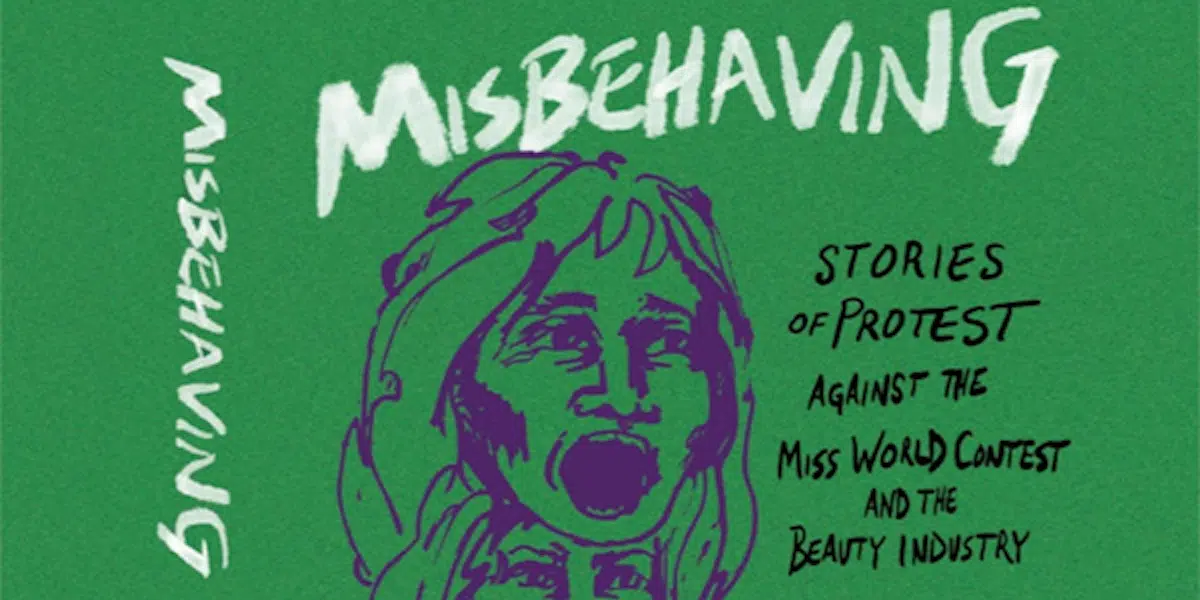 MISBEHAVING
MISBEHAVING
STORIES
OF PROTEST
AGAINST THE
MISS WORLD CONTEST
AND THE
BEAUTY INDUSTRY